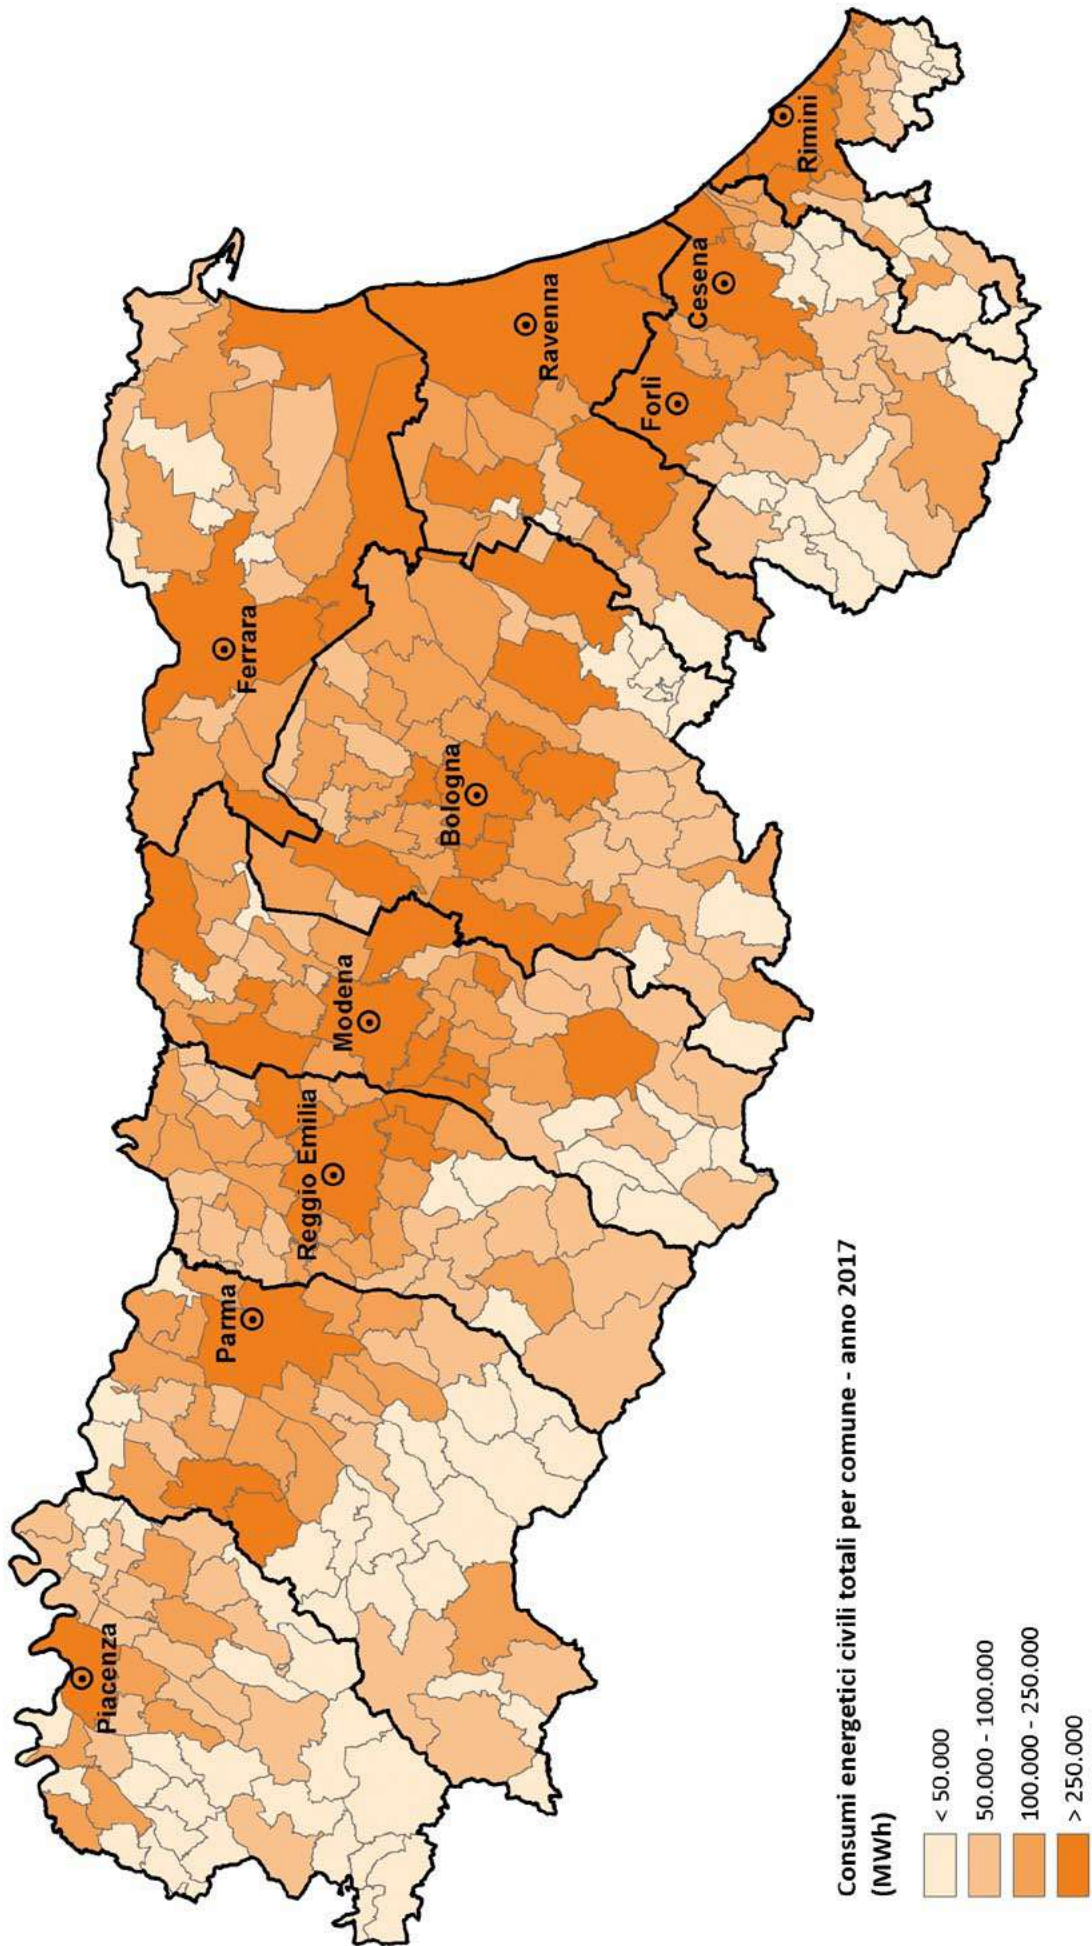 Piacenza
Parma
Reggio Emilia
Modena
Bologna
Ferrara
Ravenna
Forlì
Cesena
Rimini
Consumi energetici civili totali per comune - anno 2017
(MWh)
< 50.000
50.000 - 100.000
100.000 - 250.000
> 250.000